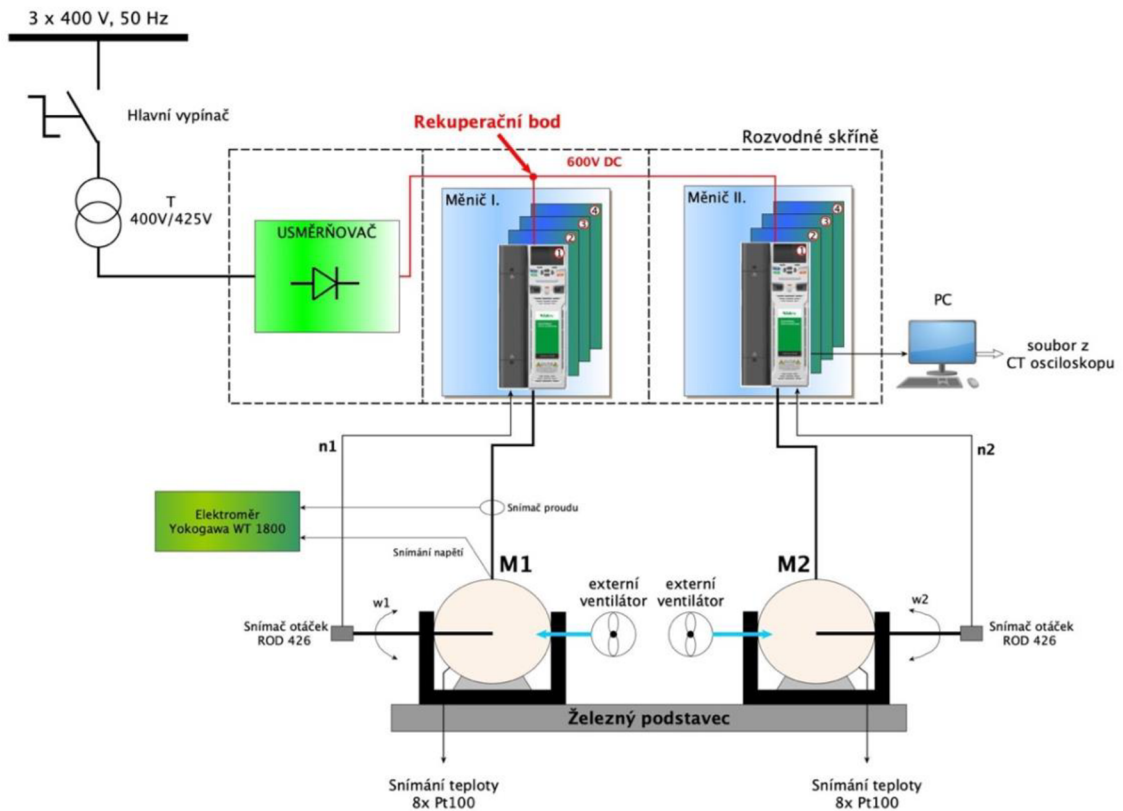 3 x 400 V, 50 Hz
Hlavní vypínač
T
400V/425V
Rekuperační bod
600V DC
Rozvodné skříně
USMĚRŇOVAČ
Měnič I.
4
3
2
1
Měnič II.
4
3
2
1
PC
soubor z
CT osciloskopu
n1
n2
Elektroměr
Yokogawa WT 1800
Snímač proudu
Snímání napětí
M1
M2
externí
ventilátor
externí
ventilátor
w1
w2
Snímač otáček
ROD 426
Snímač otáček
ROD 426
Železný podstavec
Snímání teploty
8x Pt100
Snímání teploty
8x Pt100